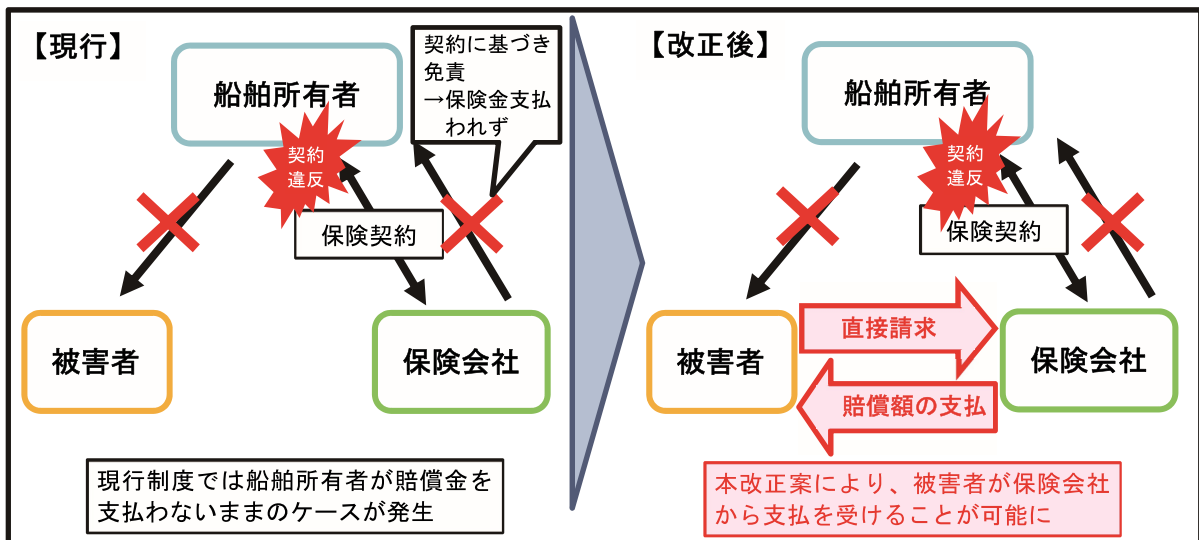 【現行】
船舶所有者
契約に基づき
免責
→保険金支払
われず
契約
違反
保険契約
被害者
保険会社
現行制度では船舶所有者が賠償金を
支払わないままのケースが発生
【改正後】
船舶所有者
契約
違反
保険契約
直接請求
被害者
保険会社
賠償額の支払
本改正案により、被害者が保険会社
から支払を受けることが可能に